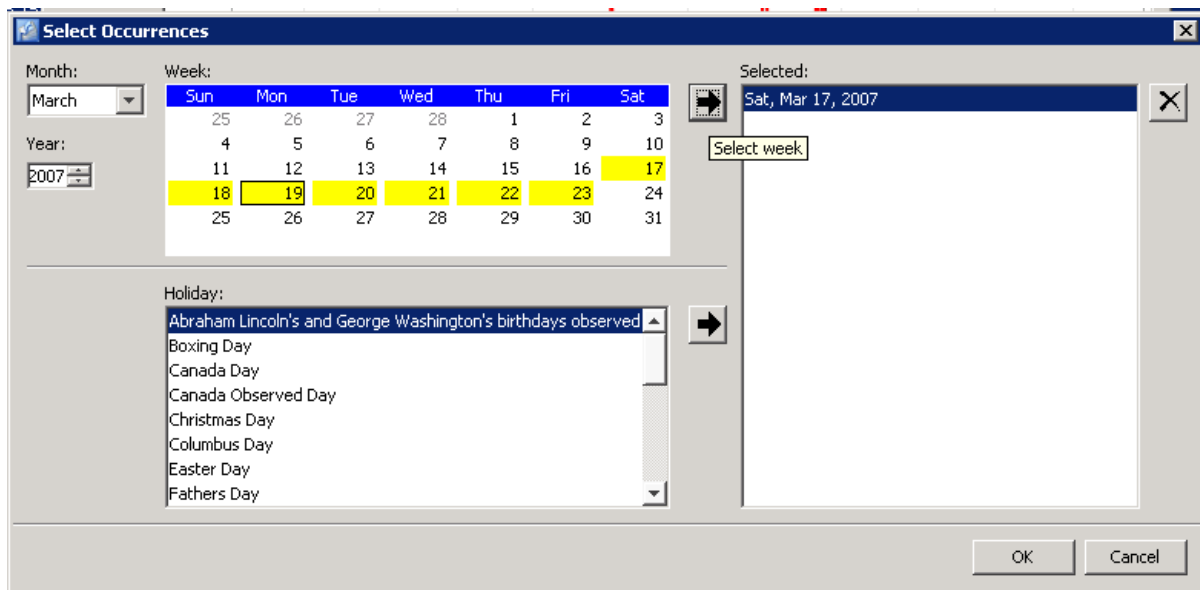 Select Occurrences
Month:
March
Year:
2007
Week:
Sun Mon Tue Wed Thu Fri Sat
25 26 27 28 1 2 3
4 5 6 7 8 9 10
11 12 13 14 15 16 17
18 19 20 21 22 23 24
25 26 27 28 29 30 31
Select week
Holiday:
Abraham Lincoln's and George Washington's birthdays observed
Boxing Day
Canada Day
Canada Observed Day
Christmas Day
Columbus Day
Easter Day
Fathers Day
Selected:
Sat, Mar 17, 2007
OK Cancel